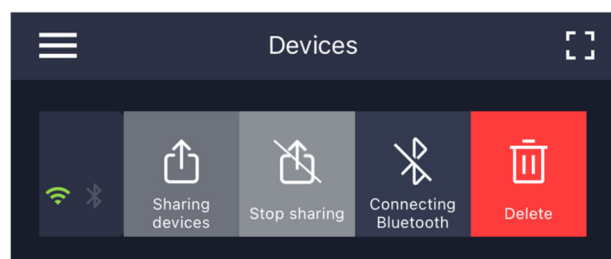 Devices
Sharing
devices
Stop sharing
Connecting
Bluetooth
Delete